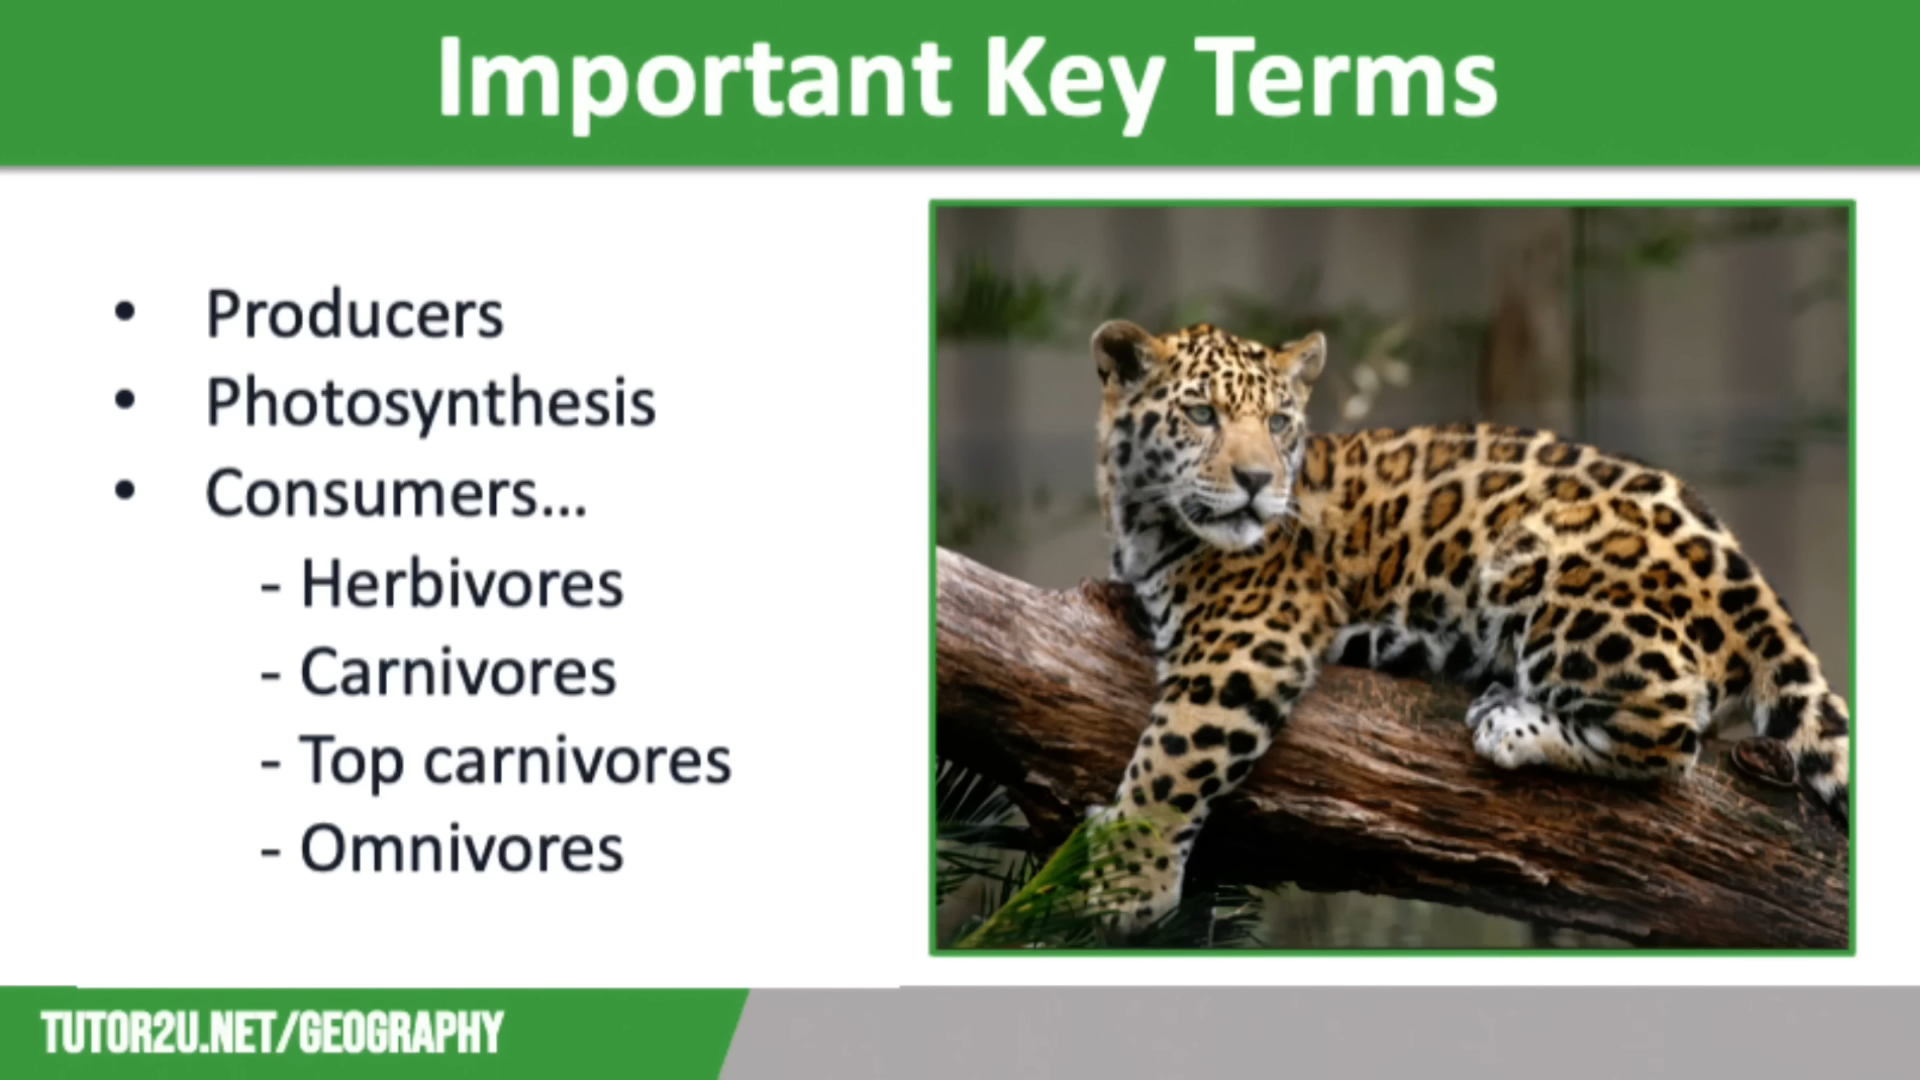 Important Key Terms
• Producers
• Photosynthesis
• Consumers...
- Herbivores
- Carnivores
- Top carnivores
- Omnivores
TUTOR2U.NET/GEOGRAPHY